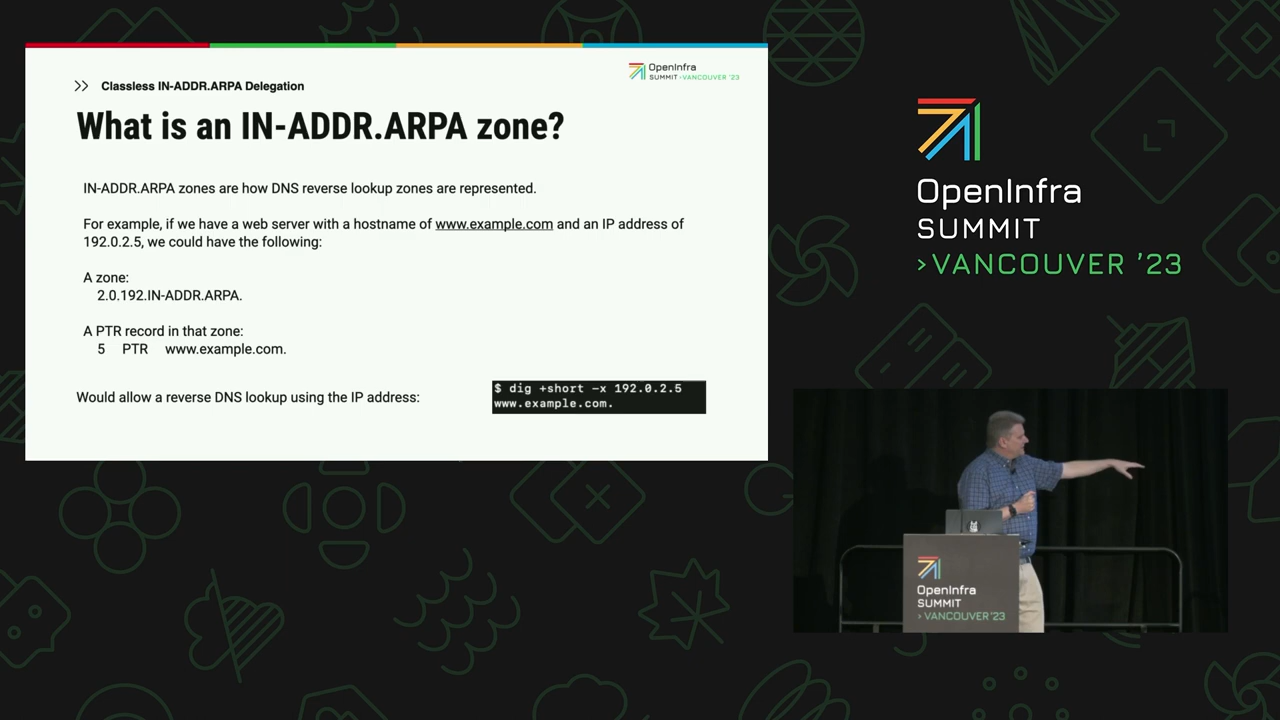 OpenInfra
SUMMIT ›VANCOUVER '23
Classless IN-ADDR.ARPA Delegation
What is an IN-ADDR.ARPA zone?
IN-ADDR.ARPA zones are how DNS reverse lookup zones are represented.
For example, if we have a web server with a hostname of www.example.com and an IP address of
192.0.2.5, we could have the following:
A zone:
2.0.192.IN-ADDR.ARPA.
A PTR record in that zone:
5 PTR www.example.com.
Would allow a reverse DNS lookup using the IP address:
$ dig +short -x 192.0.2.5
www.example.com.
OpenInfra
SUMMIT
›VANCOUVER '23
OpenInfra
SUMMIT
›VANCOUVER '23